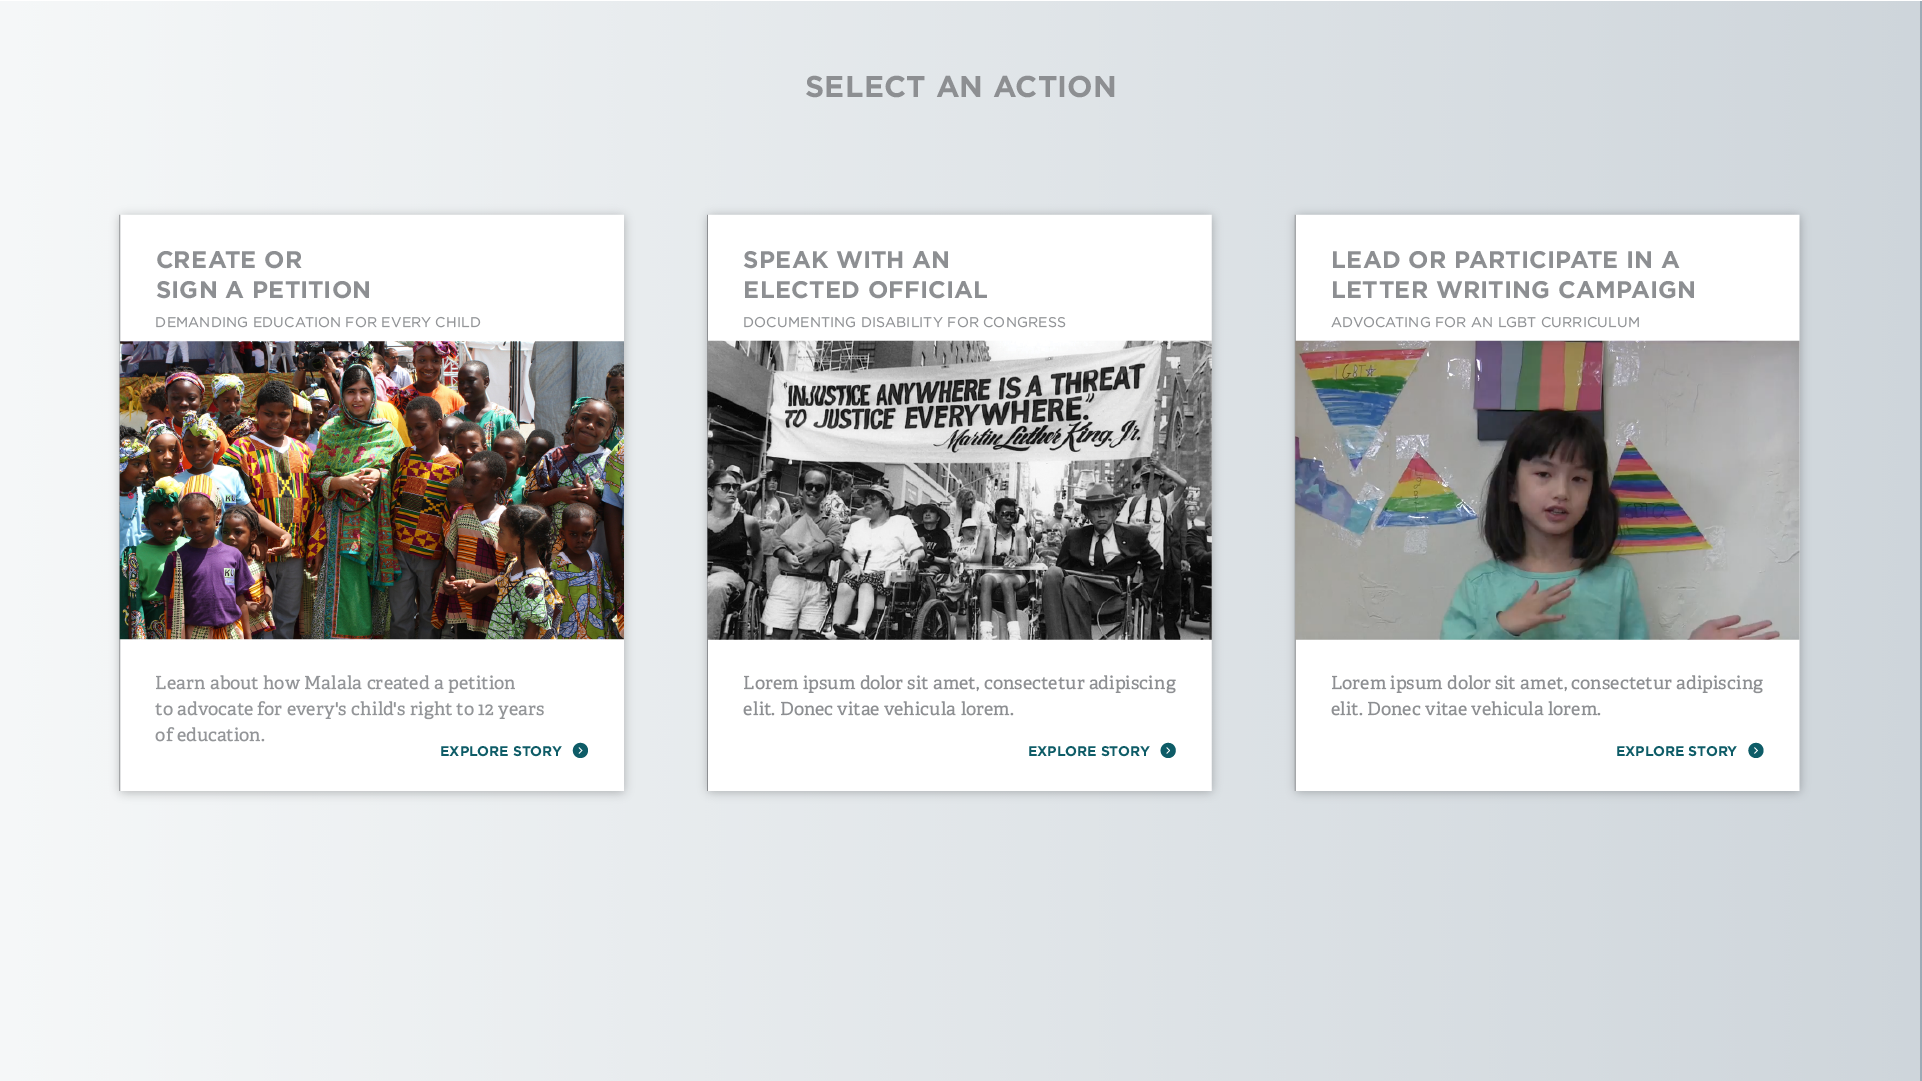 SELECT AN ACTION
CREATE OR
SIGN A PETITION
DEMANDING EDUCATION FOR EVERY CHILD
Learn about how Malala created a petition
to advocate for every's child's right to 12 years
of education.
EXPLORE STORY
SPEAK WITH AN
ELECTED OFFICIAL
DOCUMENTING DISABILITY FOR CONGRESS
"INJUSTICE ANYWHERE IS A THREAT
TO JUSTICE EVERYWHERE."
Martin Luther King, Jr.
Lorem ipsum dolor sit amet, consectetur adipiscing
elit. Donec vitae vehicula lorem.
EXPLORE STORY
LEAD OR PARTICIPATE IN A
LETTER WRITING CAMPAIGN
ADVOCATING FOR AN LGBT CURRICULUM
LGBT
Lorem ipsum dolor sit amet, consectetur adipiscing
elit. Donec vitae vehicula lorem.
EXPLORE STORY